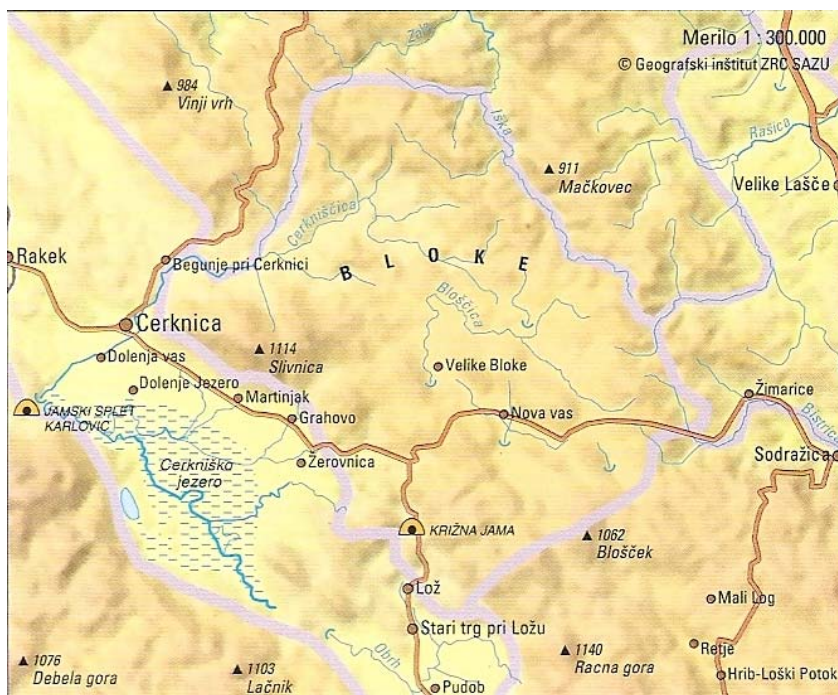 Merilo 1 : 300.000
© Geografski inštitut ZRC SAZU
Zala
984
Vinji vrh
Iška
Rašica
911
Mačkovec
Velike Lašče
Cerkniščica
Rakek
Begunje pri Cerknici
BLOKE
Bloščica
Cerknica
1114
Slivnica
Dolenja vas
Velike Bloke
Dolenje Jezero
Martinjak
Žimarice
JAMSKI SPLET
KARLOVIC
Grahovo
Nova vas
Bistric
Cerkniško
jezero
Žerovnica
Sodražica
KRIŽNA JAMA
1062
Blošček
Lož
Mali Log
Stari trg pri Ložu
Obrh
1140
Racna gora
Retje
1076
Debela gora
1103
Lačnik
Pudob
Hrib-Loški Potok